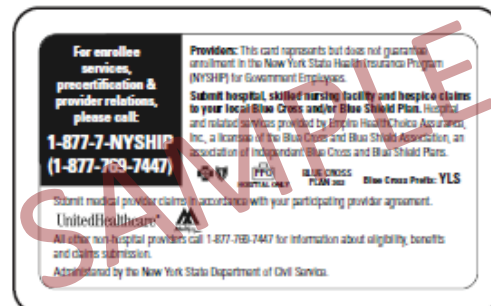 For enrollee
services,
precertification &
provider relations,
please call:
1-877-7-NYSHIP
(1-877-769-7447)
Providers: This card represents but does not guarantee
enrollment in the New York State Health Insurance Program
(NYSHIP) for Government Employees.
Submit hospital, skilled nursing facility and hospice claims
to your local Blue Cross and/or Blue Shield Plan. Hospital
and related services provided by Empire HealthChoice Assurance,
Inc., a licensee of the Blue Cross and Blue Shield Association, an
association of independent Blue Cross and Blue Shield Plans.
PPO
HOSPITAL ONLY
BLUE CROSS
PLAN 303
Blue Cross Prefix: YLS
Submit medical provider claims in accordance with your participating provider agreement.
UnitedHealthcare
All other non-hospital providers call 1-877-769-7447 for information about eligibility, benefits
and claims submission.
Administered by the New York State Department of Civil Service.
SAMPLE